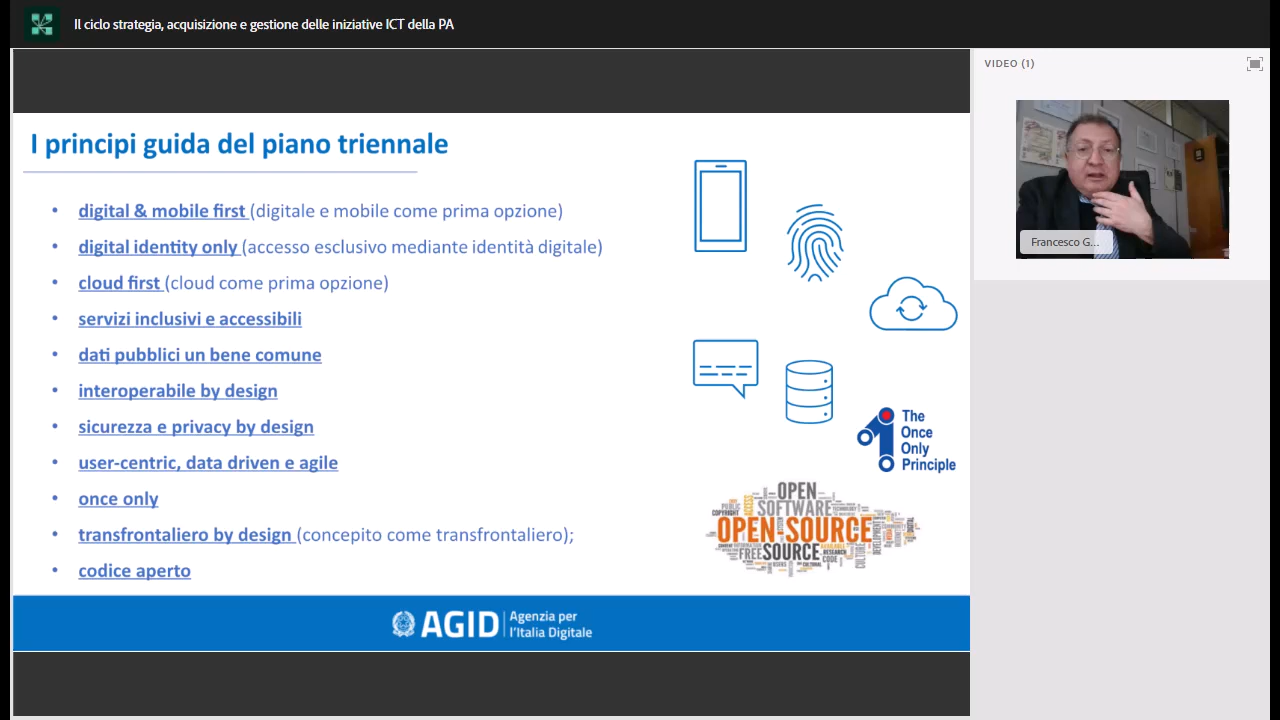 Il ciclo strategia, acquisizione e gestione delle iniziative ICT della PA
VIDEO (1)
Francesco G...
I principi guida del piano triennale
• digital & mobile first (digitale e mobile come prima opzione)
• digital identity only (accesso esclusivo mediante identità digitale)
• cloud first (cloud come prima opzione)
• servizi inclusivi e accessibili
• dati pubblici un bene comune
• interoperabile by design
• sicurezza e privacy by design
• user-centric, data driven e agile
• once only
• transfrontaliero by design (concepito come transfrontaliero);
• codice aperto
The
Once
Only
Principle
OPEN
SOFTWARE
OPEN SOURCE
FREE SOURCE
AGID
Agenzia per
l'Italia Digitale